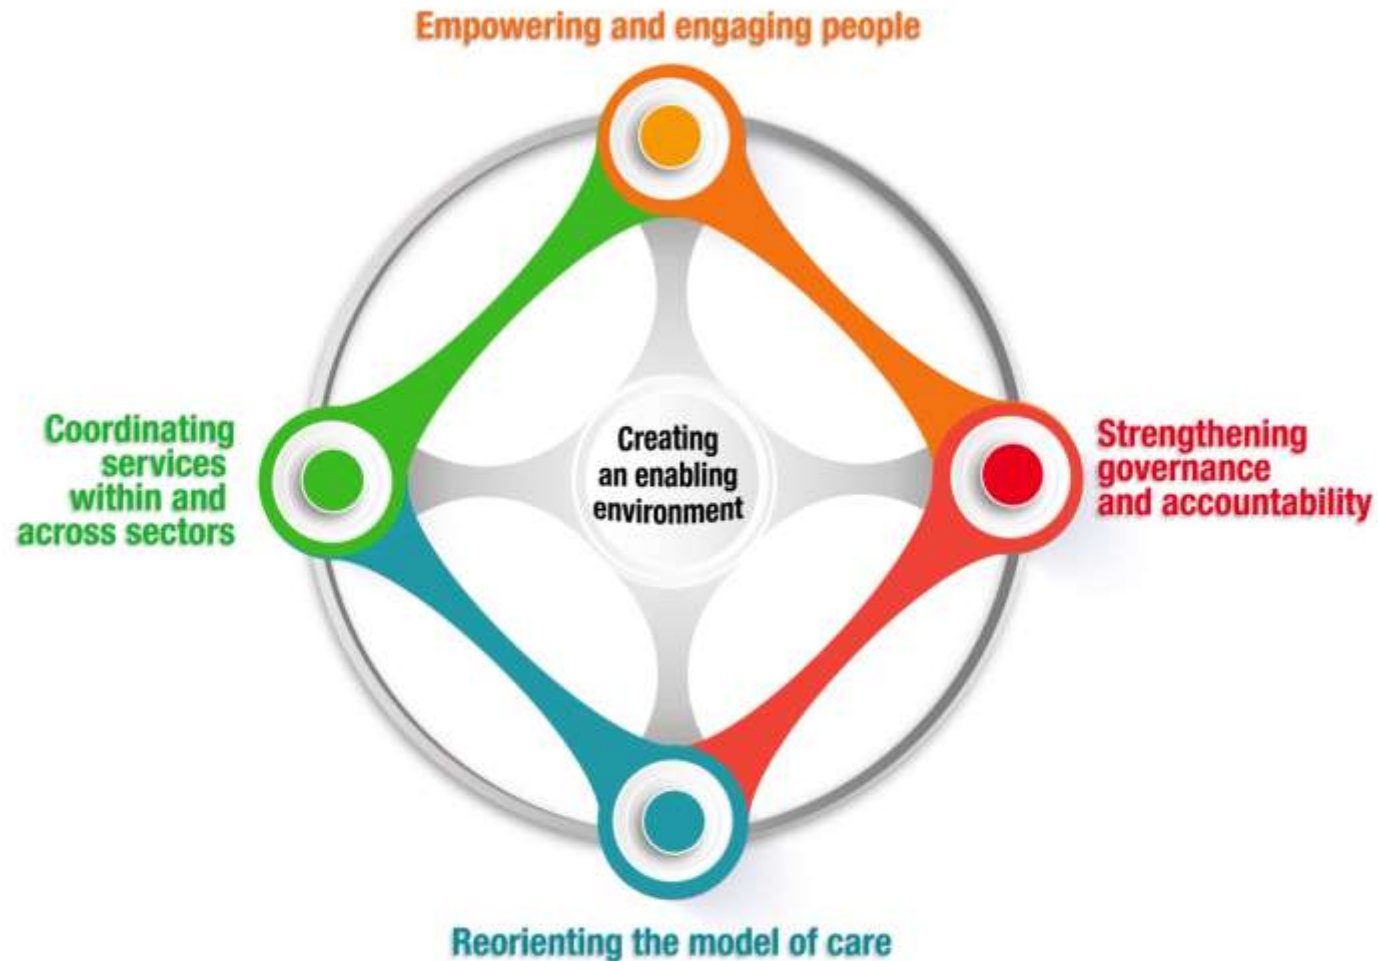 Empowering and engaging people
Coordinating
services
within and
across sectors
Creating
an enabling
environment
Strengthening
governance
and accountability
Reorienting the model of care